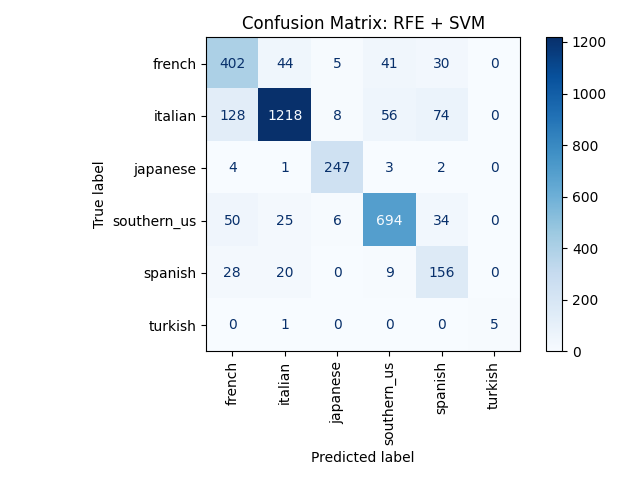 Confusion Matrix: RFE + SVM
french 402 44 5 41 30 0
italian 128 1218 8 56 74 0
japanese 4 1 247 3 2 0
southern_us 50 25 6 694 34 0
spanish 28 20 0 9 156 0
turkish 0 1 0 0 0 5
True label
french italian japanese southern_us spanish turkish
Predicted label
1200
1000
800
600
400
200
0